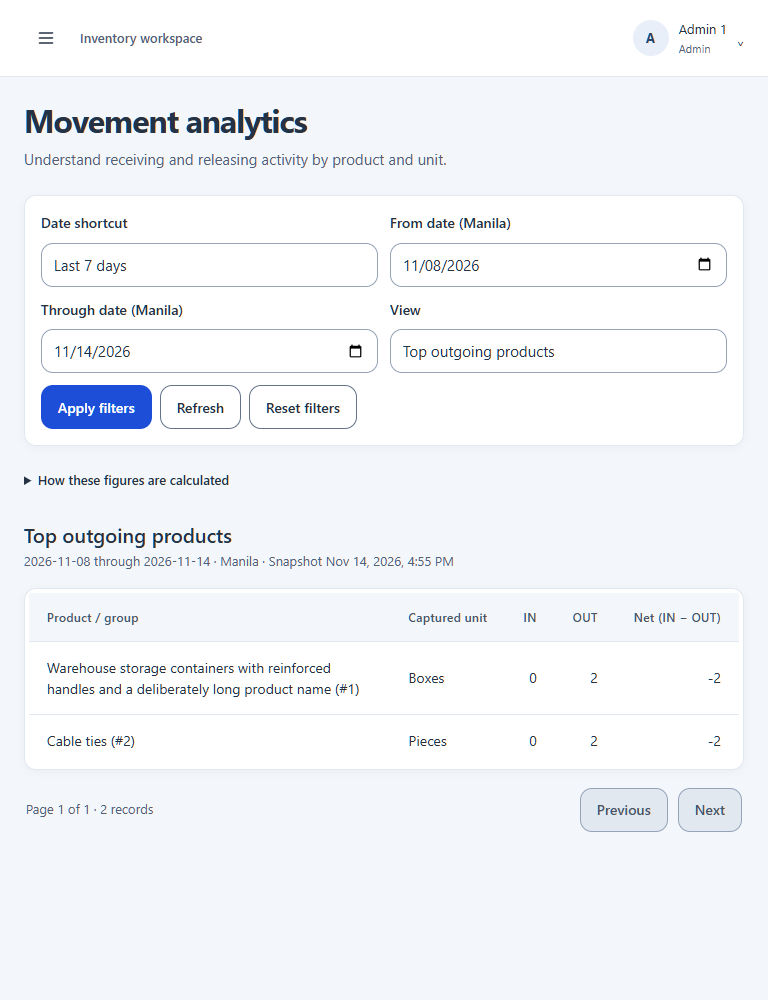 Inventory workspace
A
Admin 1
Admin
Movement analytics
Understand receiving and releasing activity by product and unit.
Date shortcut
From date (Manila)
Last 7 days
11/08/2026
Through date (Manila)
View
11/14/2026
Top outgoing products
Apply filters
Refresh
Reset filters
How these figures are calculated
Top outgoing products
2026-11-08 through 2026-11-14 · Manila · Snapshot Nov 14, 2026, 4:55 PM
Product / group Captured unit IN OUT Net (IN − OUT)
Warehouse storage containers with reinforced
handles and a deliberately long product name (#1) Boxes 0 2 -2
Cable ties (#2) Pieces 0 2 -2
Page 1 of 1 · 2 records
Previous
Next